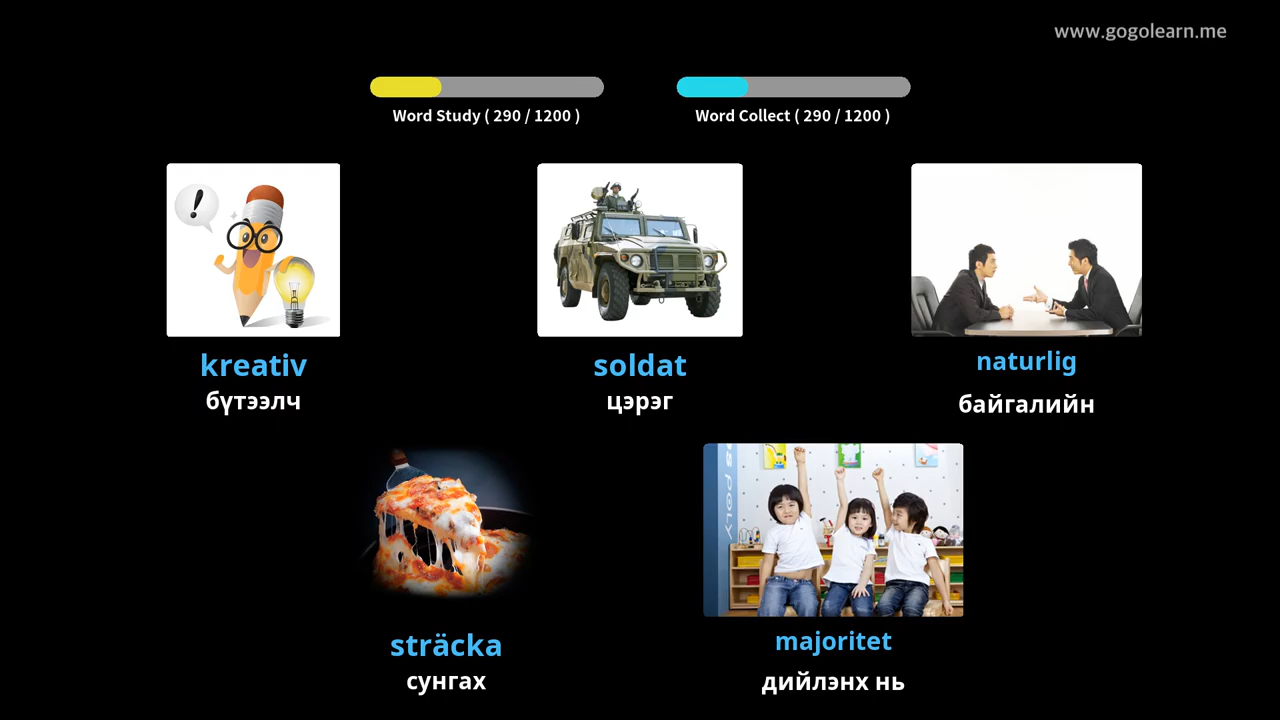 www.gogolearn.me
Word Study ( 290 / 1200 )
Word Collect ( 290 / 1200 )
!
kreativ
бүтээлч
soldat
цэрэг
naturlig
байгалийн
sträcka
сунгах
majoritet
дийлэнх нь